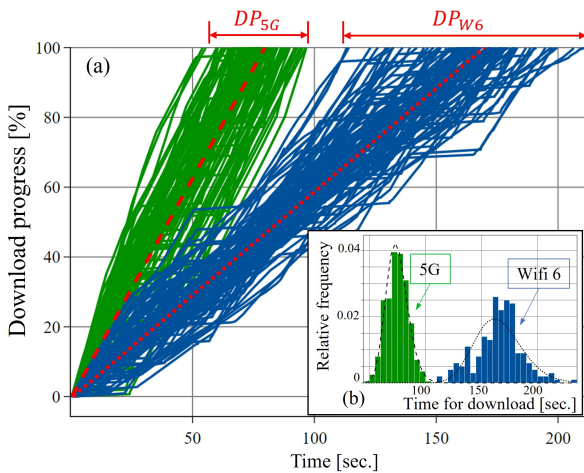 DP5G
DPW6
(a)
Download progress [%]
100
80
60
40
20
0
50
100
150
200
Time [sec.]
Relative frequency
0.04
0.02
0
5G
Wifi 6
100
150
200
(b)
Time for download [sec.]